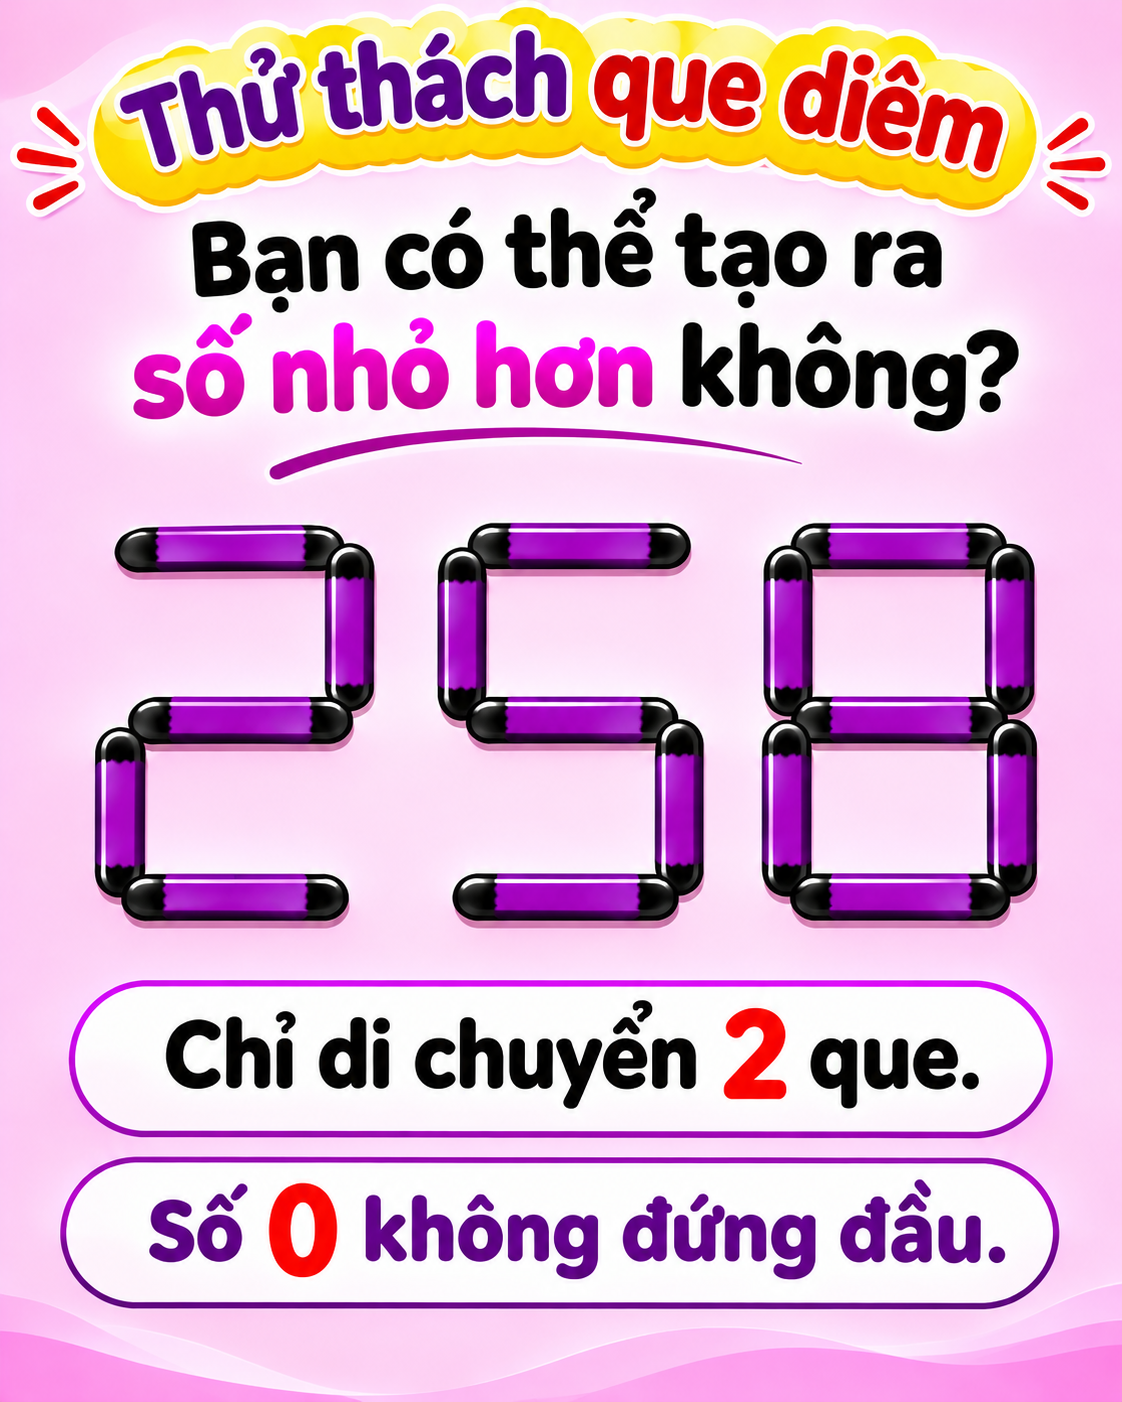 Thử thách que diêm
Bạn có thể tạo ra
số nhỏ hơn không?
258
Chỉ di chuyển 2 que.
Số 0 không đứng đầu.